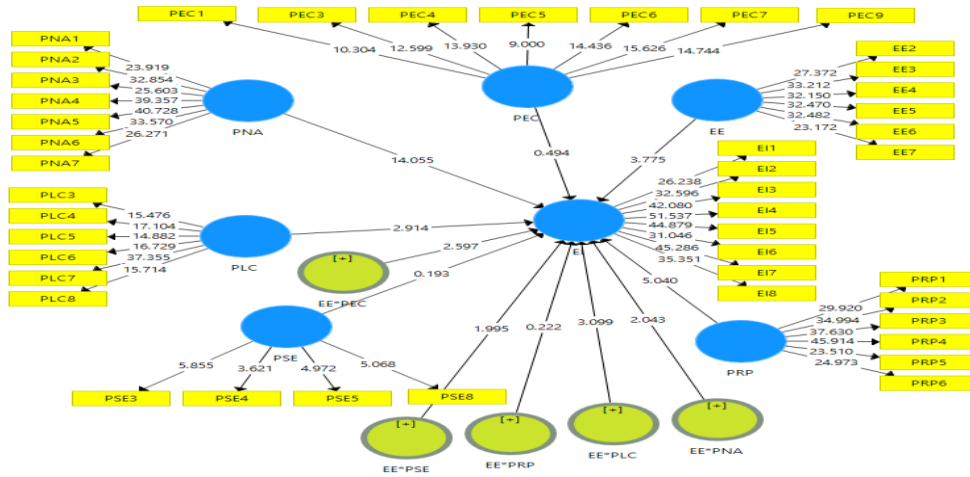 PEC1 PEC3 PEC4 PEC5 PEC6 PEC7 PEC9
10.304 12.599 13.930 9.000 14.436 15.626 14.744
PNA1
PNA2
PNA3
PNA4
PNA5
PNA6
PNA7
23.919
32.854
25.603
39.357
40.728
33.570
26.271
PNA
PEC
EE
27.372
33.212
32.150
32.470
32.482
23.172
EE2
EE3
EE4
EE5
EE6
EE7
14.055
0.494
3.775
EI1
EI2
EI3
EI4
EI5
EI6
EI7
EI8
26.238
32.596
42.080
51.537
44.879
31.046
45.286
35.351
EI
PLC3
PLC4
PLC5
PLC6
PLC7
PLC8
15.476
17.104
14.882
16.729
37.355
15.714
PLC
2.914
2.597
0.193
[+]
EE*PEC
PSE
5.855 3.621 4.972 5.068
PSE3 PSE4 PSE5 PSE8
1.995 0.222 3.099 2.043
5.040
PRP
29.920
34.994
37.630
45.914
23.510
24.973
PRP1
PRP2
PRP3
PRP4
PRP5
PRP6
[+] [+] [+] [+]
EE*PSE EE*PRP EE*PLC EE*PNA